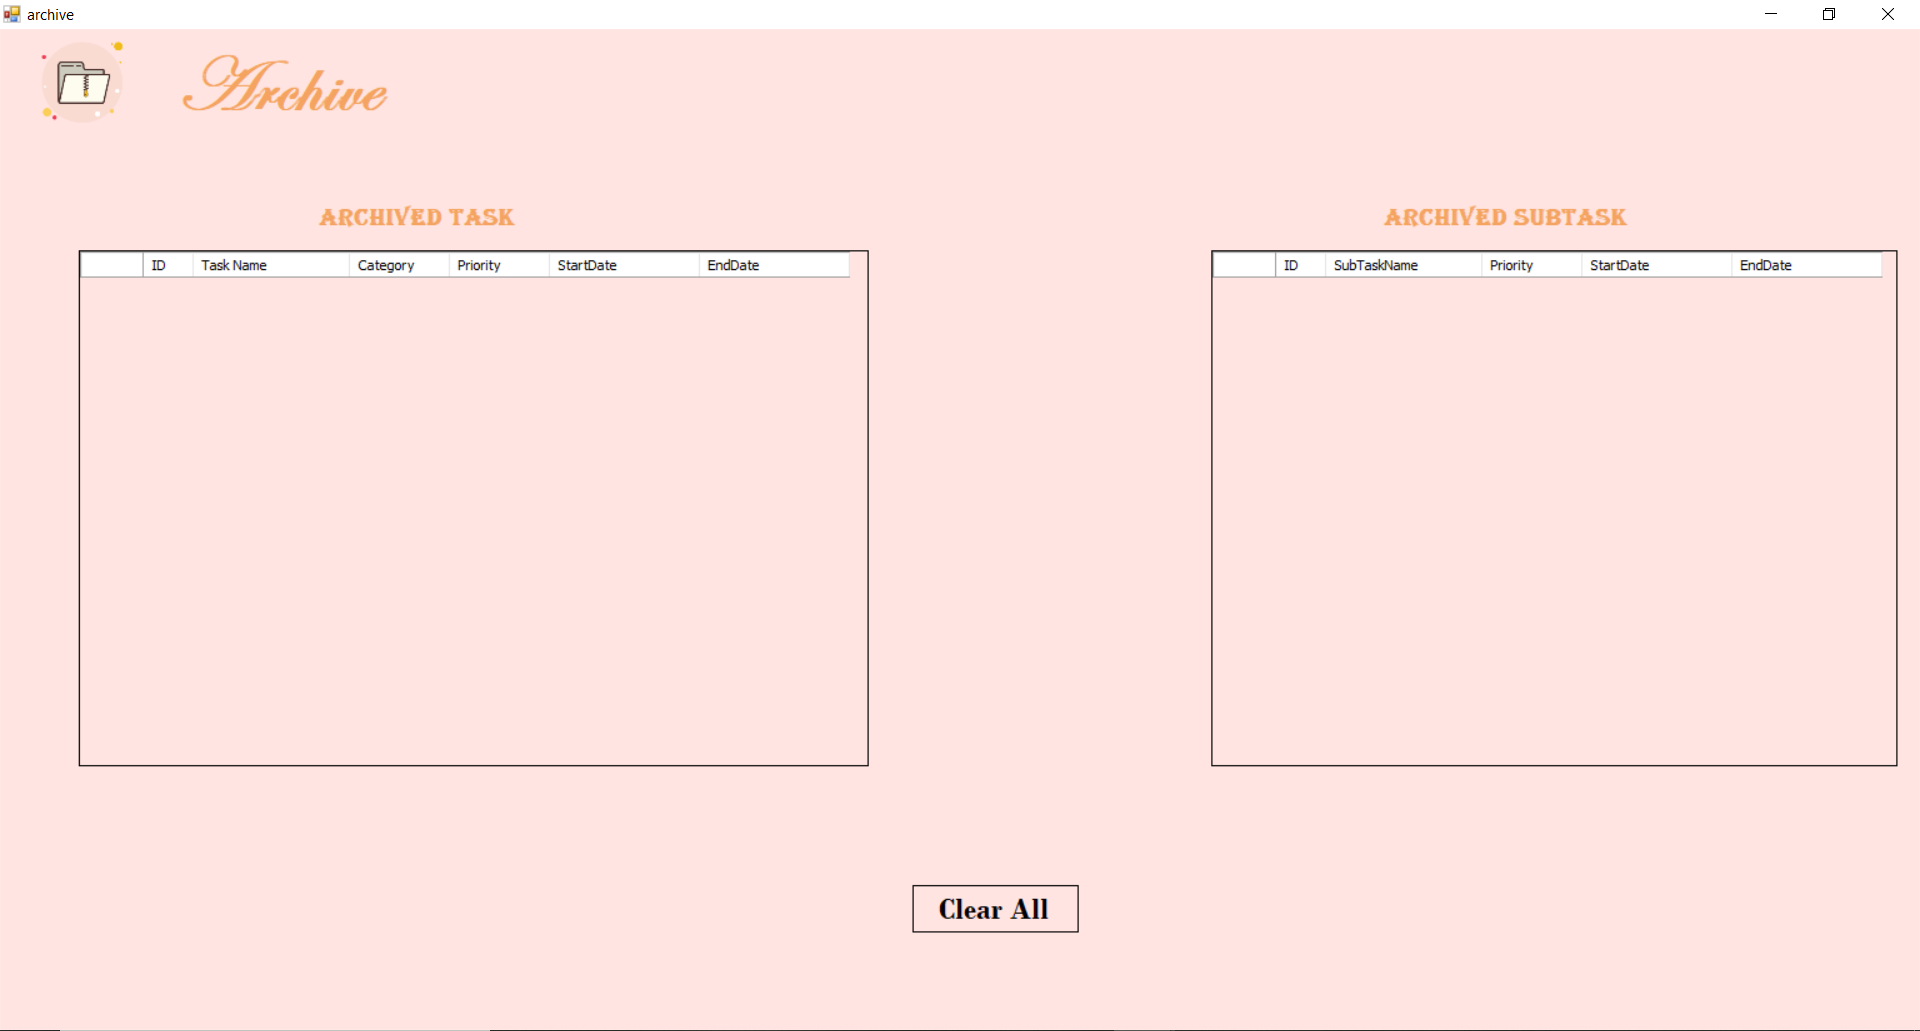 archive
Archive
ARCHIVED TASK
ID Task Name Category Priority StartDate EndDate
ARCHIVED SUBTASK
ID SubTaskName Priority StartDate EndDate
Clear All